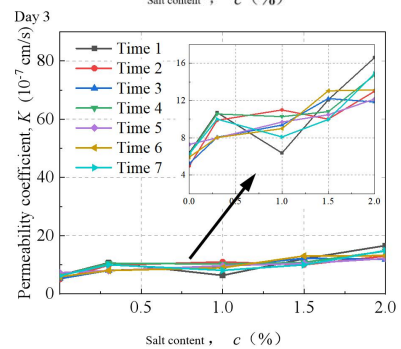 Salt content , c (%)
Day 3
Permeability coefficient, K (10⁻⁷ cm/s)
80
60
40
20
0
Time 1
Time 2
Time 3
Time 4
Time 5
Time 6
Time 7
16
12
8
4
0.0 0.5 1.0 1.5 2.0
0.5 1.0 1.5 2.0
Salt content , c (%)